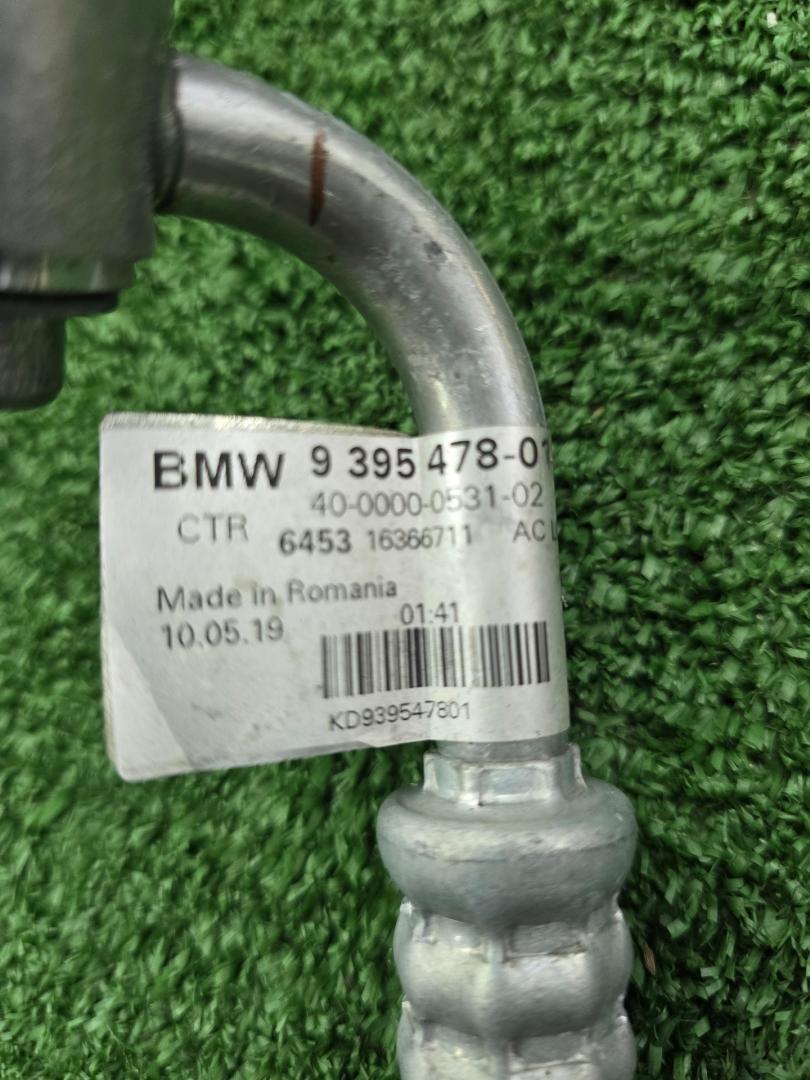 BMW 9 395 478-01
40-0000-0531-02
CTR 6453 16366711 AC
Made in Romania
10.05.19 01:41
KD939547801